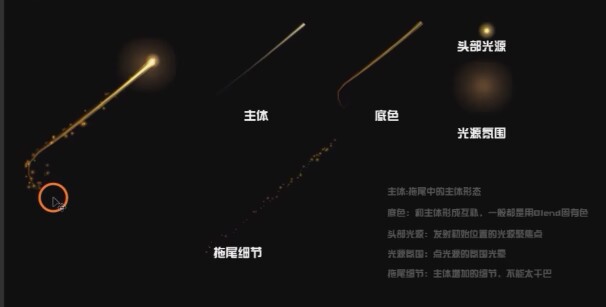 头部光源
主体
底色
光源氛围
拖尾细节
主体:拖尾中的主体形态
底色：和主体形成互动、一般都是用Blend固有色
头部光源：发射初始位置的光源聚焦点
光源氛围：点光源的氛围光晕
拖尾细节：主体增加的细节、不能太干巴